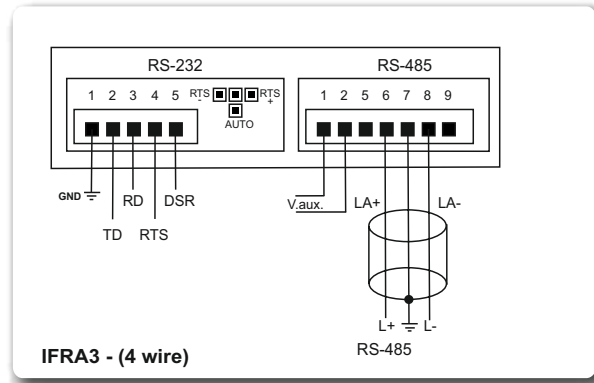 RS-232
RS-485
1 2 3 4 5
RTS
-
RTS
+
AUTO
1 2 5 6 7 8 9
GND
RD
DSR
TD
RTS
V.aux.
LA+
LA-
L+
L-
RS-485
IFRA3 - (4 wire)